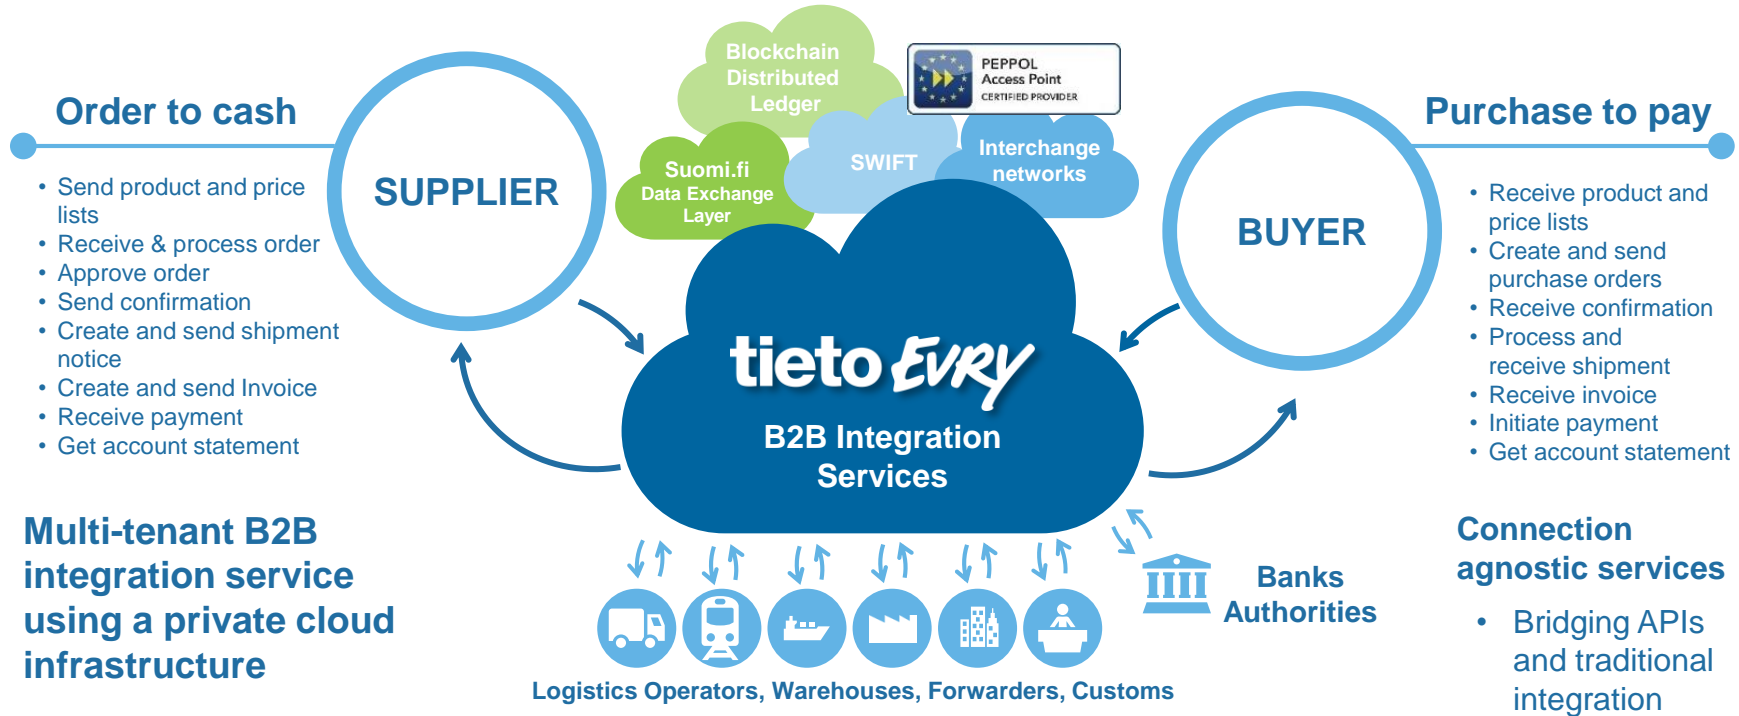 Order to cash
• Send product and price
lists
• Receive & process order
• Approve order
• Send confirmation
• Create and send shipment
notice
• Create and send Invoice
• Receive payment
• Get account statement
SUPPLIER
Blockchain
Distributed
Ledger
PEPPOL
Access Point
CERTIFIED PROVIDER
Suomi.fi
Data Exchange
Layer
SWIFT
Interchange
networks
tietoEVRY
B2B Integration
Services
BUYER
Purchase to pay
• Receive product and
price lists
• Create and send
purchase orders
• Receive confirmation
• Process and
receive shipment
• Receive invoice
• Initiate payment
• Get account statement
Multi-tenant B2B
integration service
using a private cloud
infrastructure
Logistics Operators, Warehouses, Forwarders, Customs
Banks
Authorities
Connection
agnostic services
• Bridging APIs
and traditional
integration